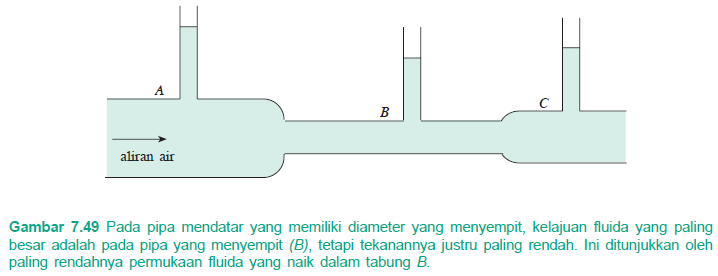 A
B
C
aliran air
Gambar 7.49 Pada pipa mendatar yang memiliki diameter yang menyempit, kelajuan fluida yang paling
besar adalah pada pipa yang menyempit (B), tetapi tekanannya justru paling rendah. Ini ditunjukkan oleh
paling rendahnya permukaan fluida yang naik dalam tabung B.